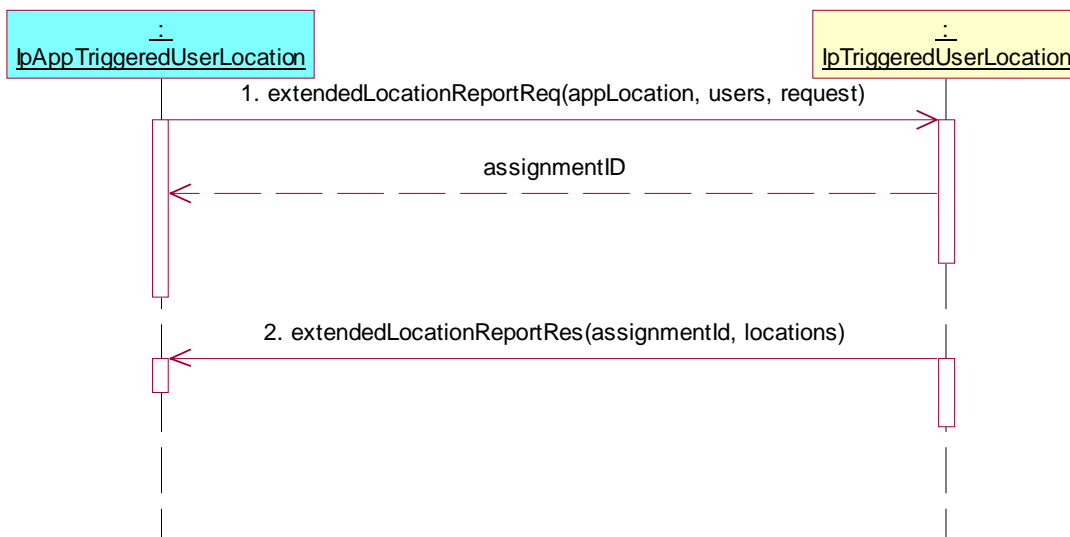 :
IpAppTriggeredUserLocation
:
IpTriggeredUserLocation
1. extendedLocationReportReq(appLocation, users, request)
assignmentID
2. extendedLocationReportRes(assignmentId, locations)